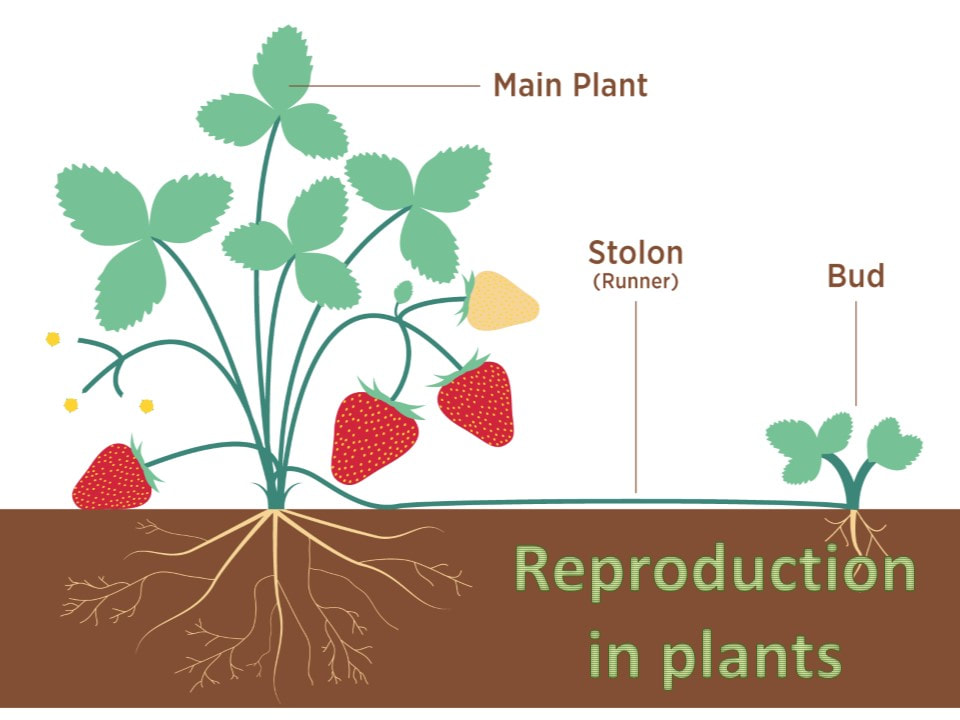 Main Plant
Stolon
(Runner)
Bud
Reproduction
in plants